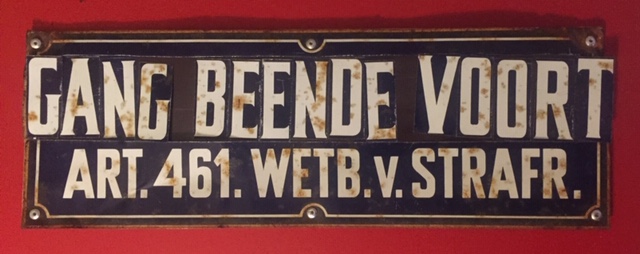 GANG BEENDE VOORT
ART. 461. WETB. v. STRAFR.